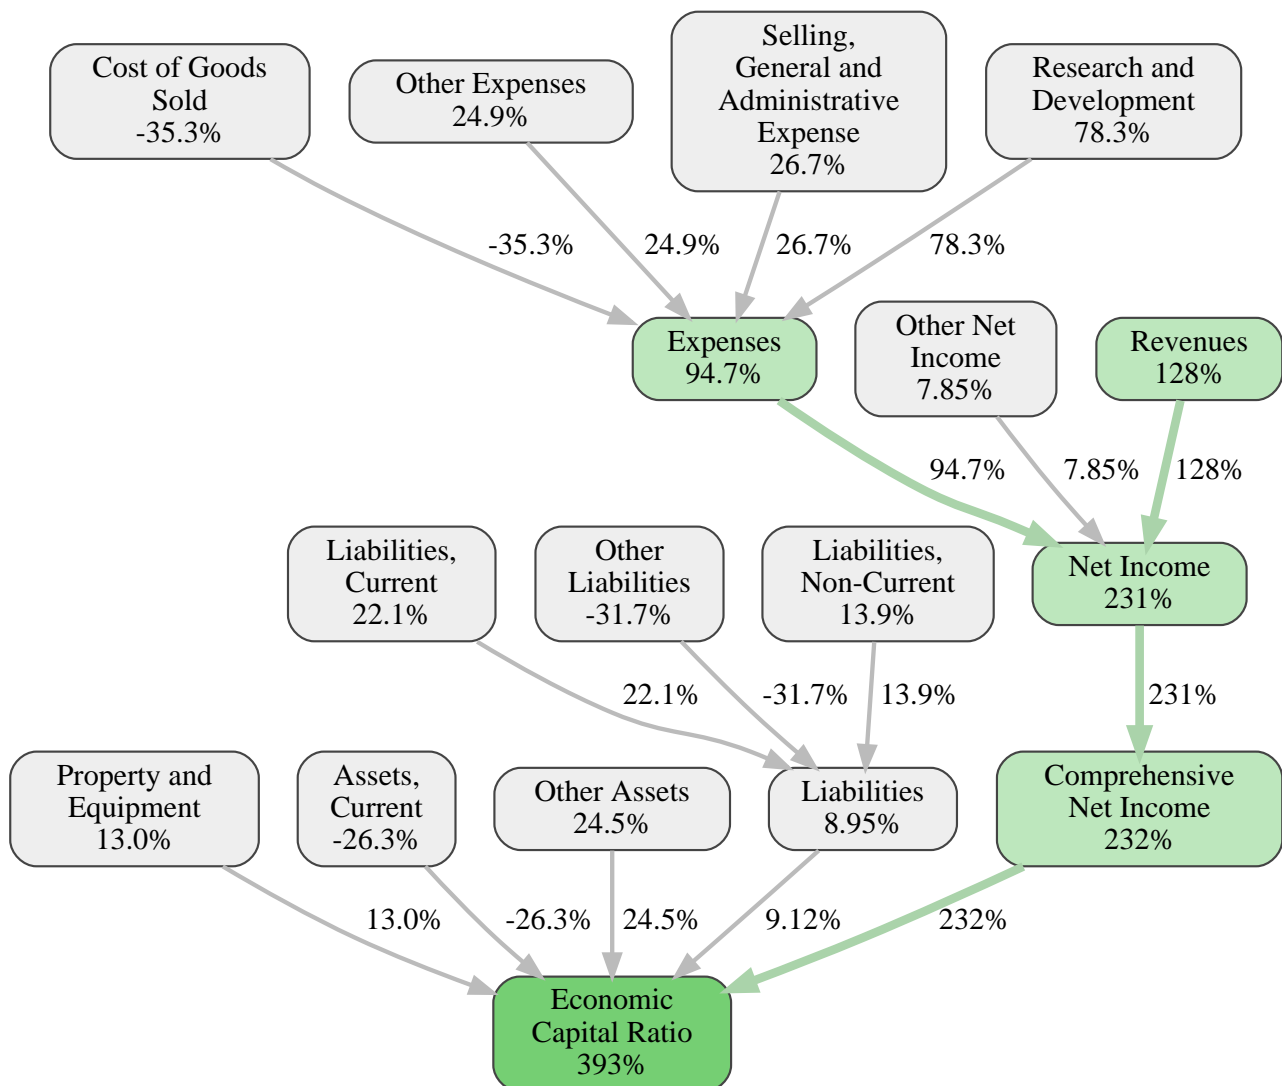 Cost of Goods
Sold
-35.3%
Other Expenses
24.9%
Selling,
General and
Administrative
Expense
26.7%
Research and
Development
78.3%
-35.3%
24.9%
26.7%
78.3%
Expenses
94.7%
Other Net
Income
7.85%
Revenues
128%
94.7%
7.85%
128%
Liabilities,
Current
22.1%
Other
Liabilities
-31.7%
Liabilities,
Non-Current
13.9%
Net Income
231%
22.1%
-31.7%
13.9%
231%
Property and
Equipment
13.0%
Assets,
Current
-26.3%
Other Assets
24.5%
Liabilities
8.95%
Comprehensive
Net Income
232%
13.0%
-26.3%
24.5%
9.12%
232%
Economic
Capital Ratio
393%